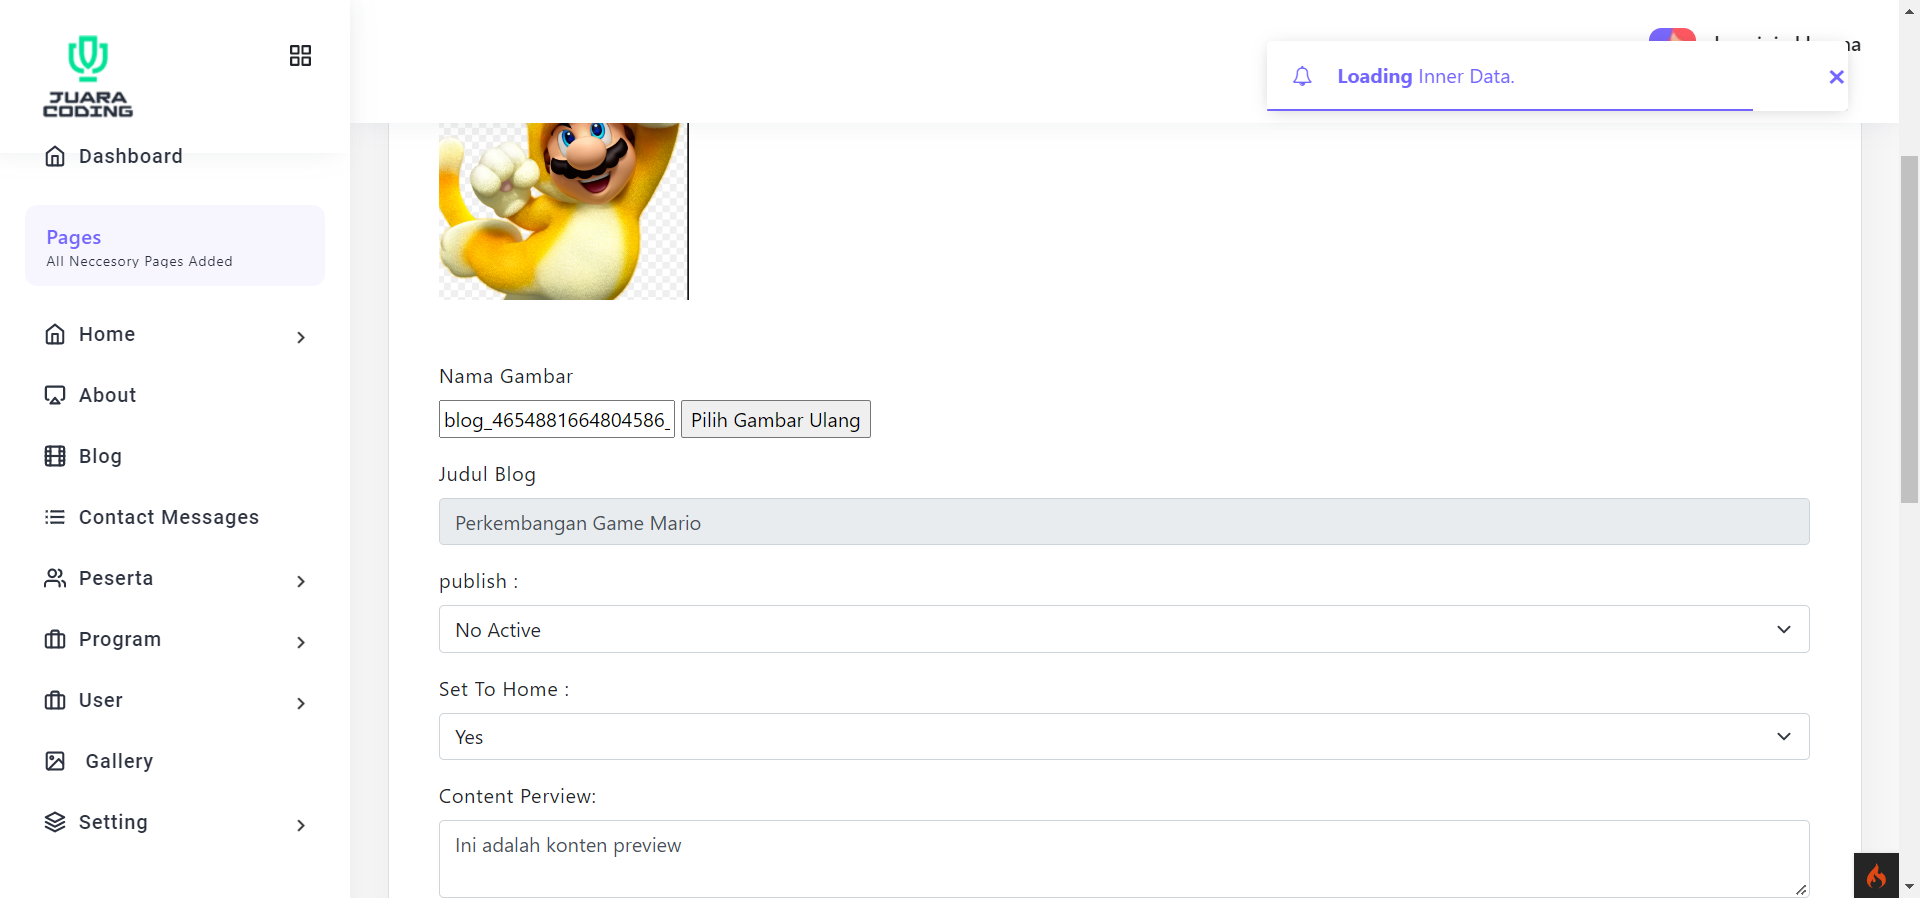 JUARA
CODING
Loading Inner Data.
Dashboard
Pages
All Neccesory Pages Added
Home
About
Blog
Contact Messages
Peserta
Program
User
Gallery
Setting
Nama Gambar
blog_4654881664804586_
Pilih Gambar Ulang
Judul Blog
Perkembangan Game Mario
publish :
No Active
Set To Home :
Yes
Content Perview:
Ini adalah konten preview